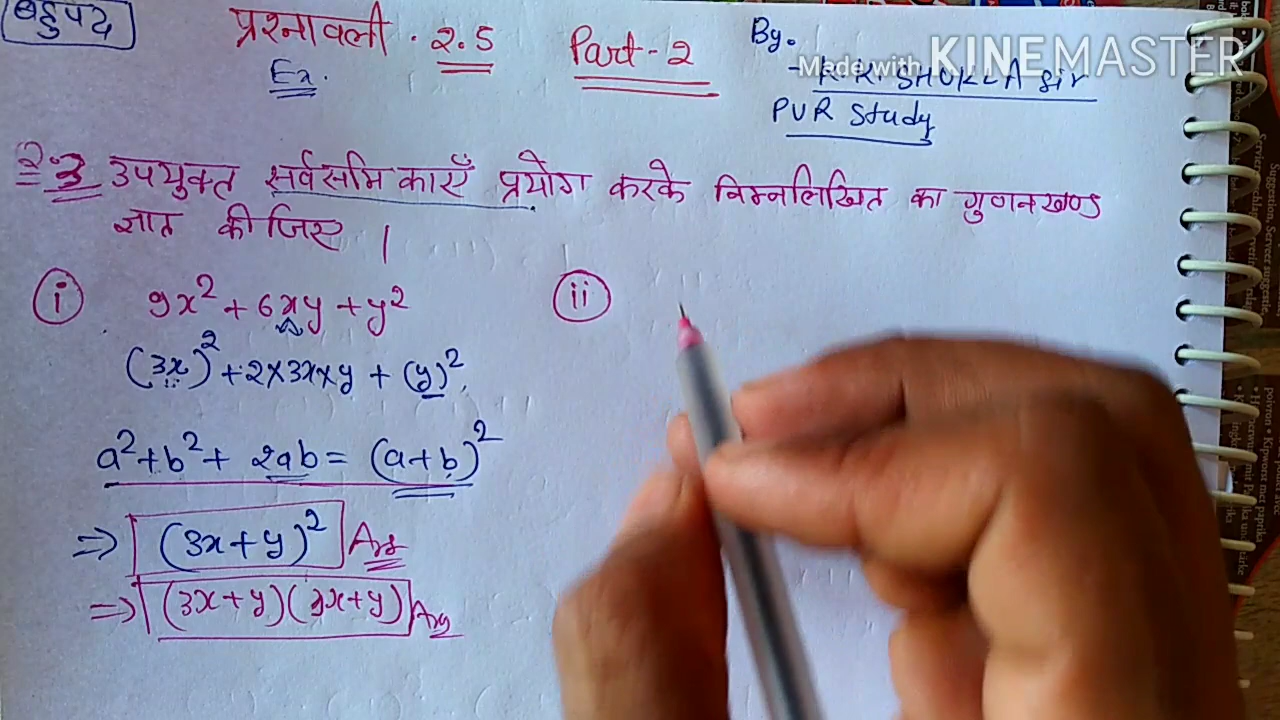 बहुपद
प्रश्नावली . 2.5
Ex.
Part-2
By.
Made with KINEMASTER
- K.K. SHUKLA sir
PVR Study
2.3 उपयुक्त सर्वसमिकाएँ प्रयोग करके निम्नलिखित का गुणनखण्ड
ज्ञात कीजिए |
i 9x² + 6xy + y²
(3x)² + 2×3x×y + (y)²
a² + b² + 2ab = (a+b)²
⇒ (3x+y)² Ans
⇒ (3x+y)(3x+y) Ans
ii